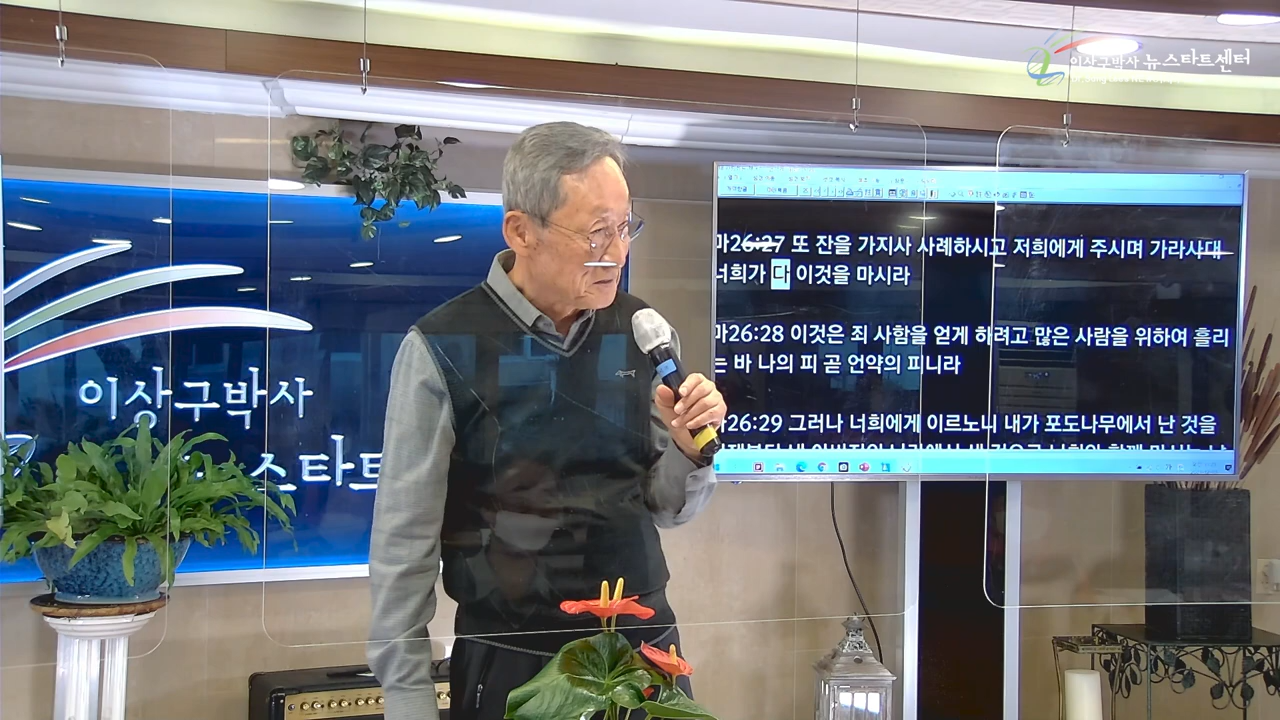 이상구박사 뉴스타트센터
마26:27 또 잔을 가지사 사례하시고 저희에게 주시며 가라사대
너희가 다 이것을 마시라
마26:28 이것은 죄 사함을 얻게 하려고 많은 사람을 위하여 흘리
는 바 나의 피 곧 언약의 피니라
26:29 그러나 너희에게 이르노니 내가 포도나무에서 난 것을
이상구박사
스타트